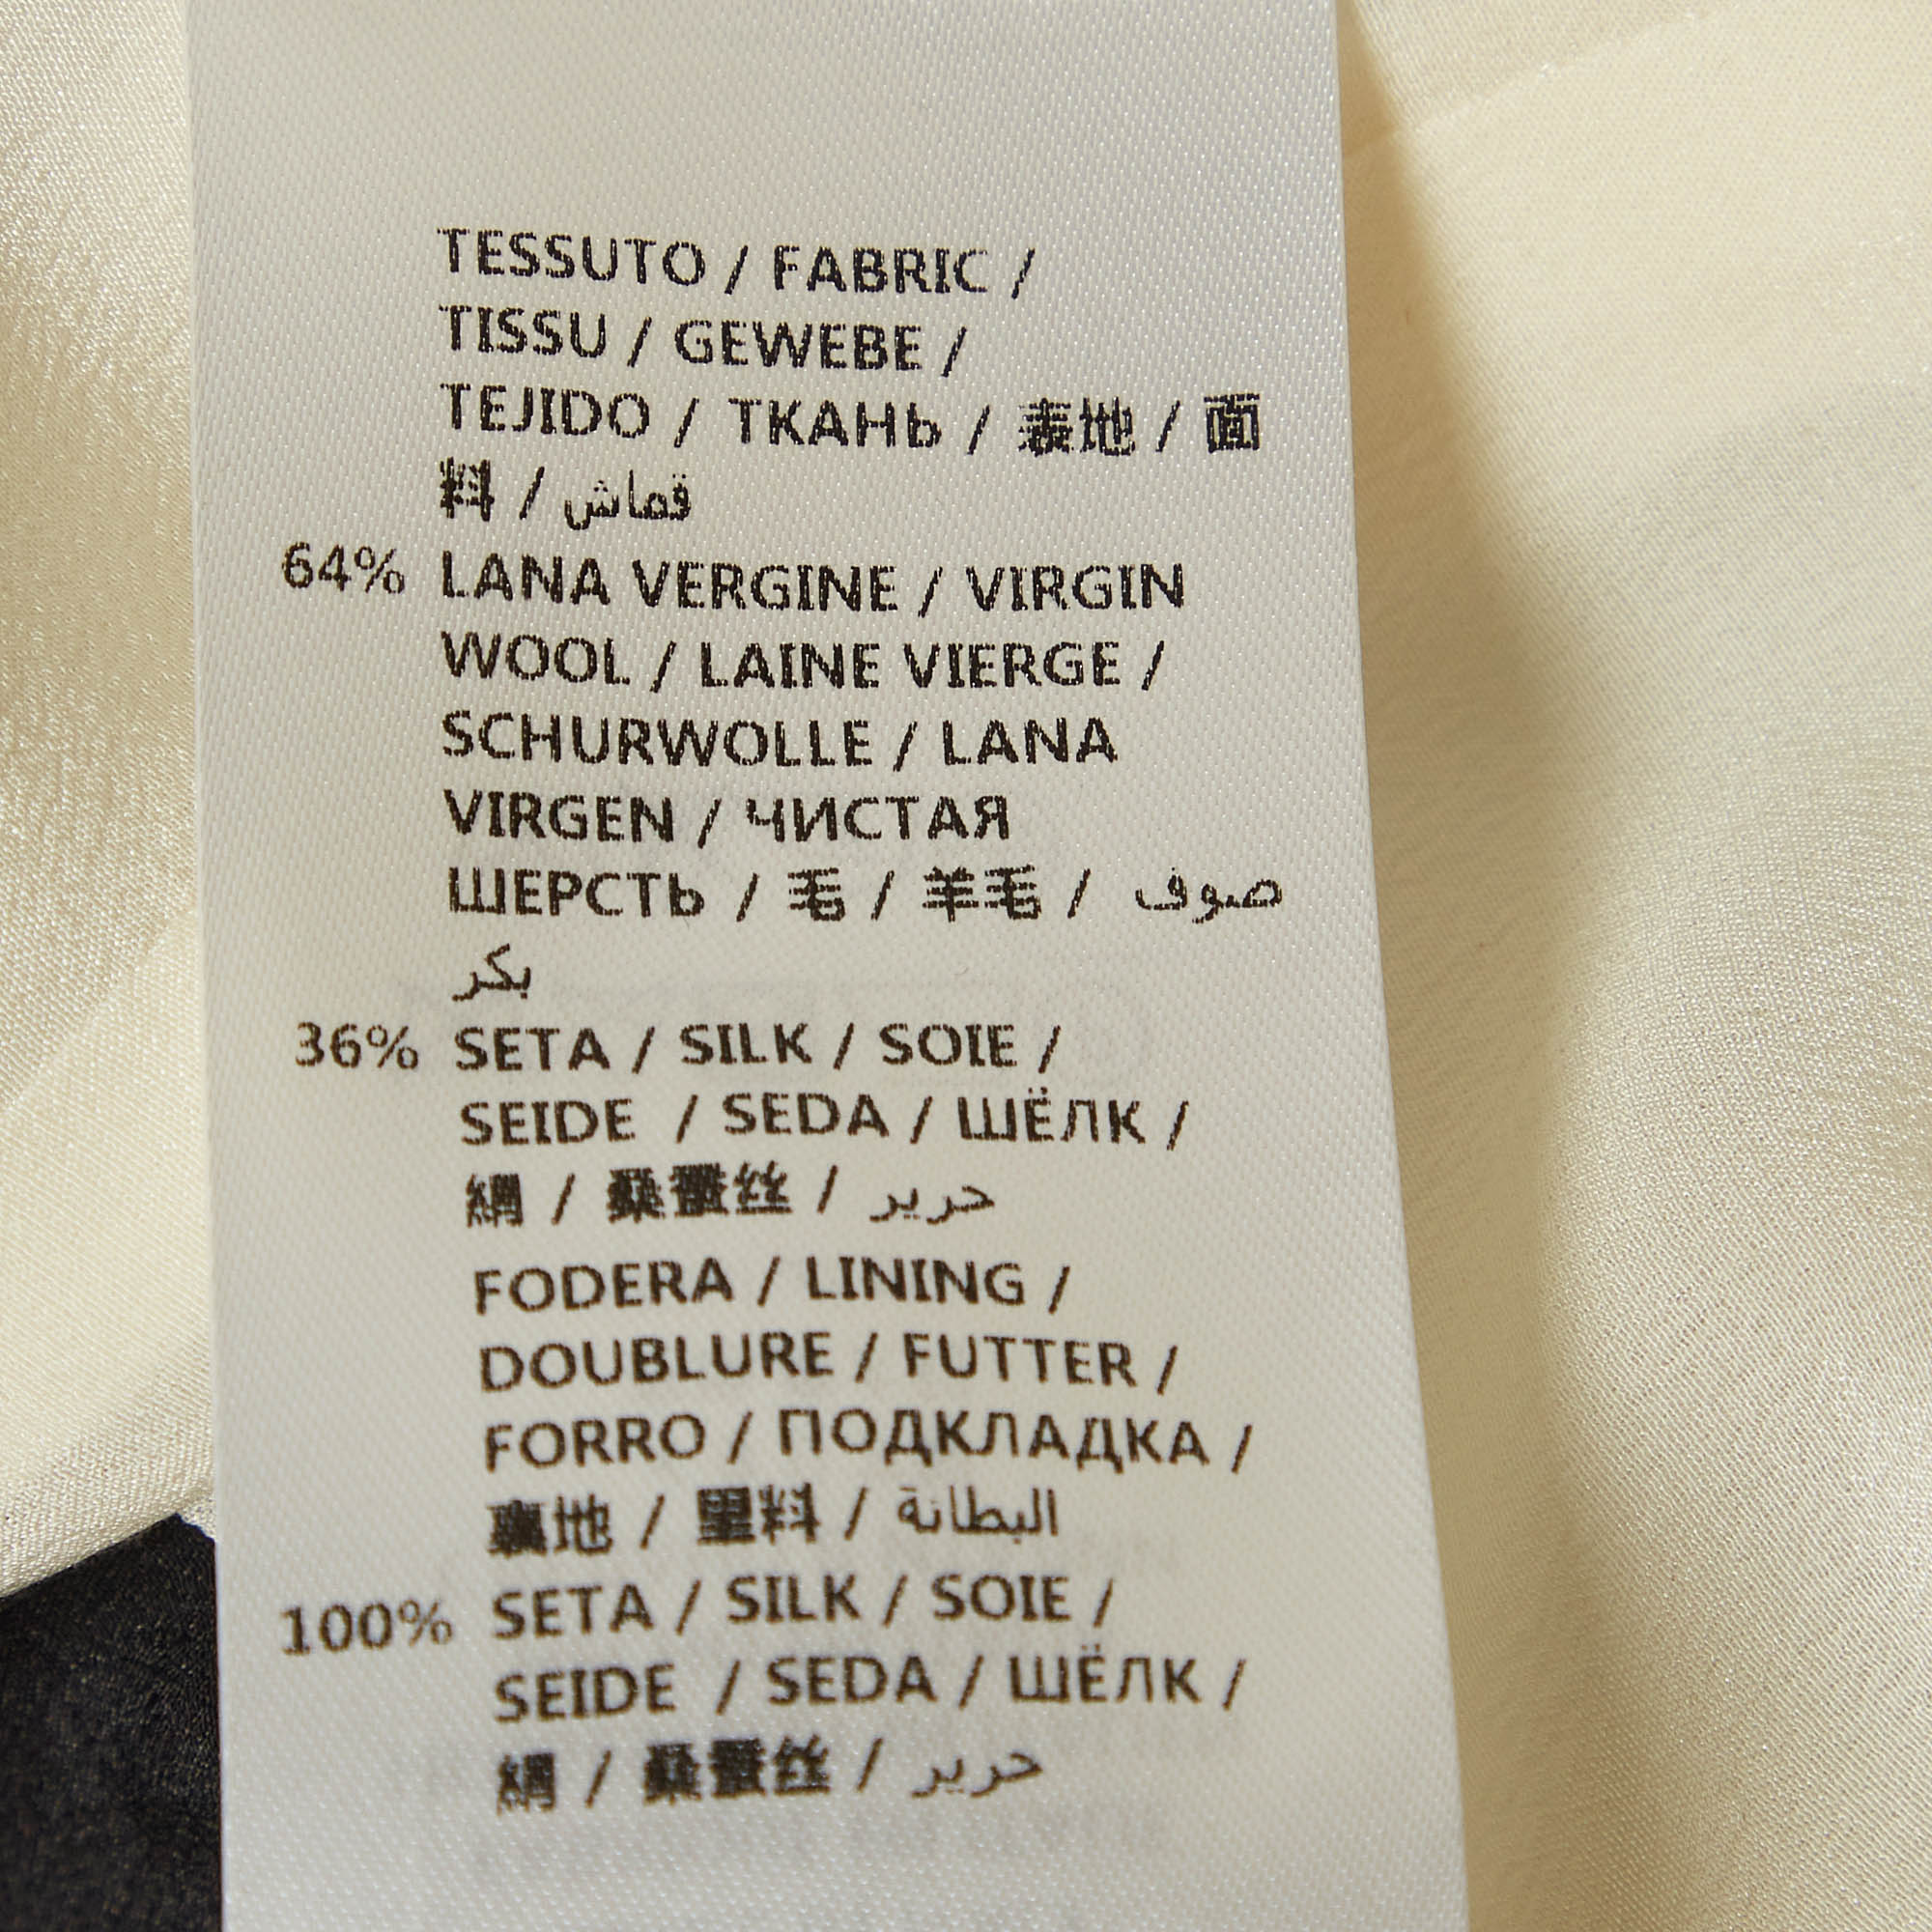 TESSUTO / FABRIC /
TISSU / GEWEBE /
TEJIDO / ТКАНЬ / 表地 / 面
料 / قماش
64% LANA VERGINE / VIRGIN
WOOL / LAINE VIERGE /
SCHURWOLLE / LANA
VIRGEN / ЧИСТАЯ
ШЕРСТЬ / 毛 / 羊毛 / صوف
بكر
36% SETA / SILK / SOIE /
SEIDE / SEDA / ШЁЛК /
絹 / 桑蚕丝 / حرير
FODERA / LINING /
DOUBLURE / FUTTER /
FORRO / ПОДКЛАДКА /
裏地 / 里料 / البطانة
100% SETA / SILK / SOIE /
SEIDE / SEDA / ШЁЛК /
絹 / 桑蚕丝 / حرير